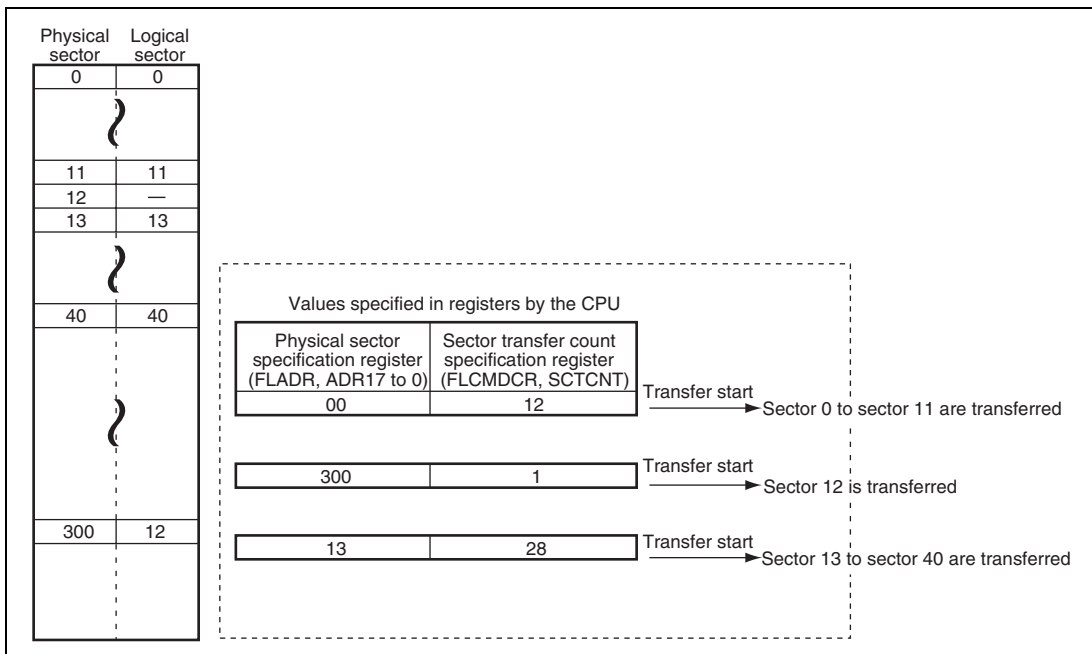 Physical sector Logical sector
0 0
11 11
12 —
13 13
40 40
300 12
Values specified in registers by the CPU
Physical sector specification register (FLADR, ADR17 to 0) Sector transfer count specification register (FLCMDCR, SCTCNT)
00 12
Transfer start
Sector 0 to sector 11 are transferred
300 1
Transfer start
Sector 12 is transferred
13 28
Transfer start
Sector 13 to sector 40 are transferred